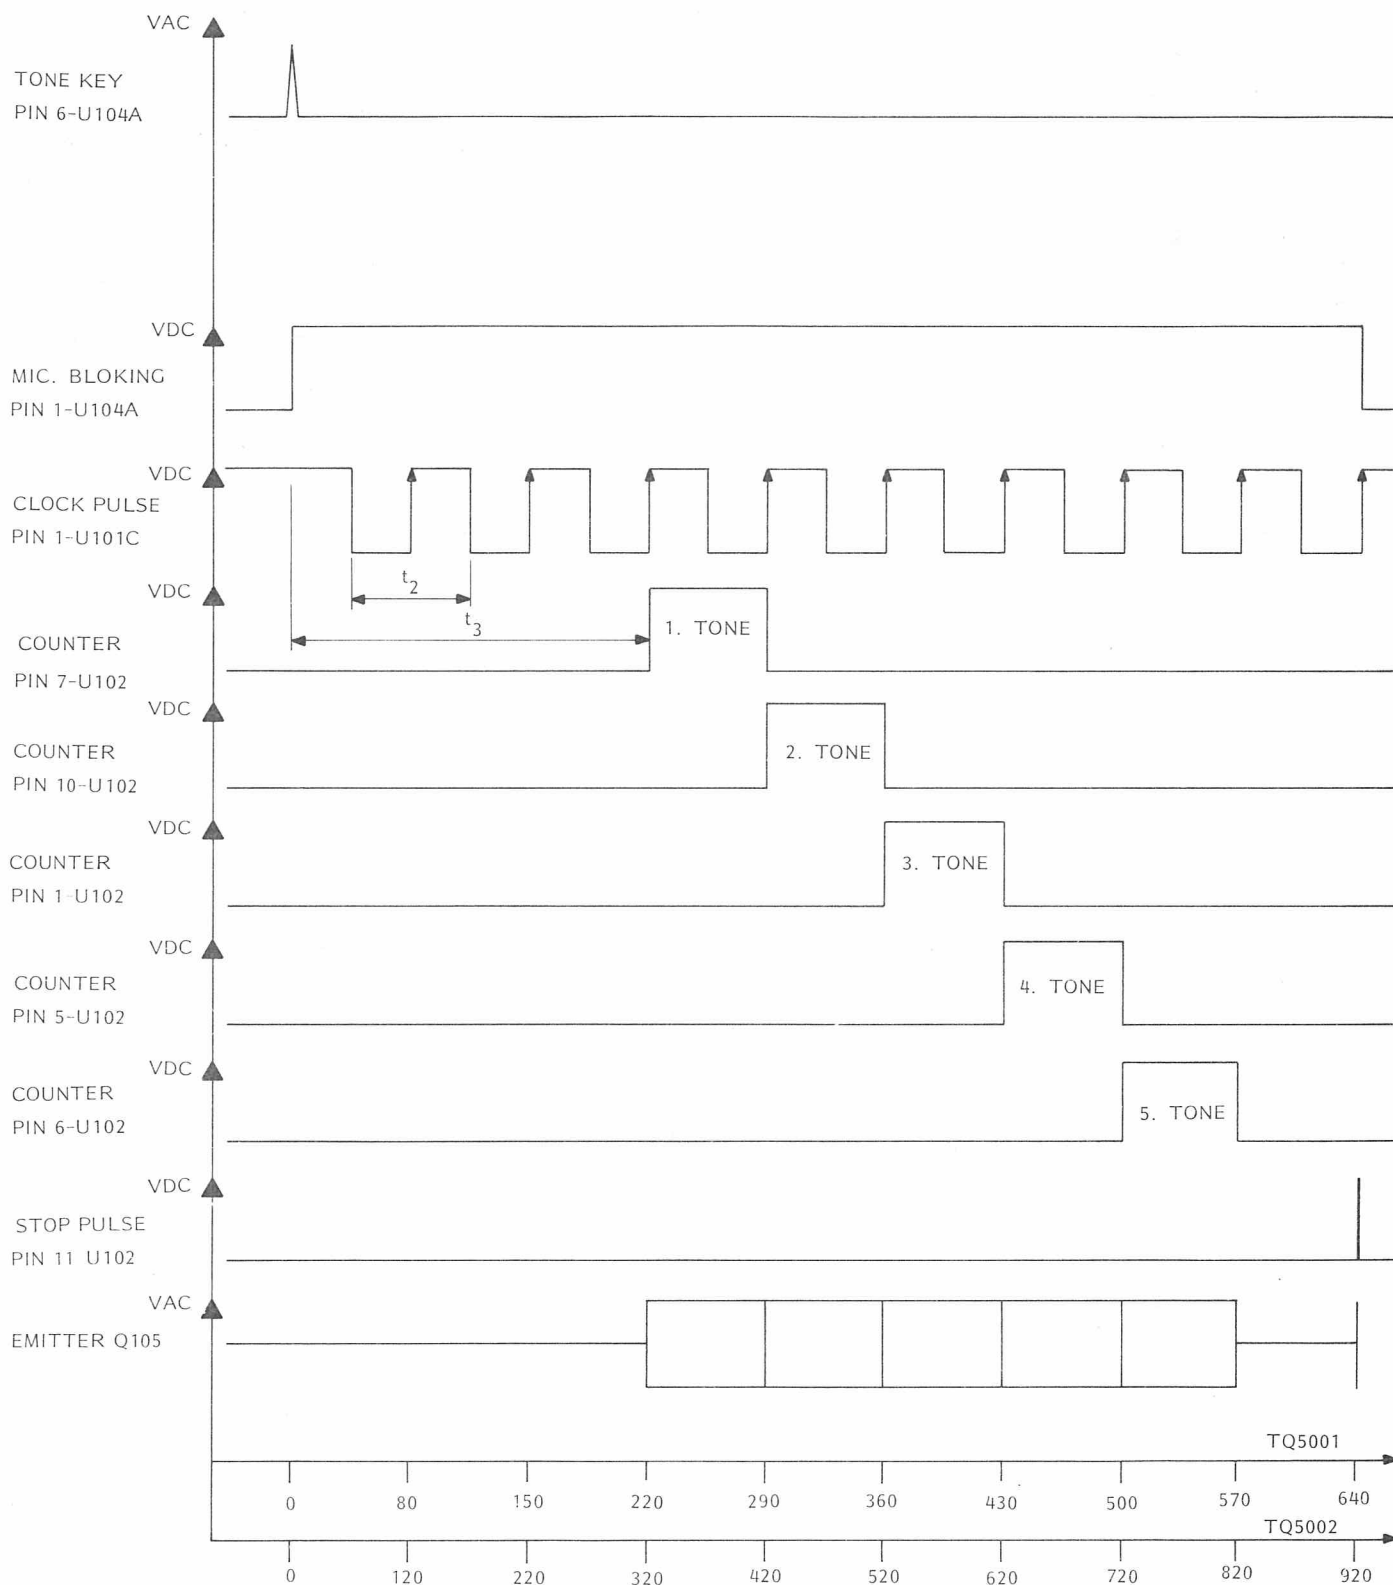 VAC
TONE KEY
PIN 6-U104A
VDC
MIC. BLOKING
PIN 1-U104A
VDC
CLOCK PULSE
PIN 1-U101C
t2
VDC
t3
1. TONE
COUNTER
PIN 7-U102
VDC
COUNTER
2. TONE
PIN 10-U102
VDC
COUNTER
3. TONE
PIN 1-U102
VDC
COUNTER
4. TONE
PIN 5-U102
VDC
COUNTER
5. TONE
PIN 6-U102
VDC
STOP PULSE
PIN 11 U102
VAC
EMITTER Q105
TQ5001
0 80 150 220 290 360 430 500 570 640
TQ5002
0 120 220 320 420 520 620 720 820 920